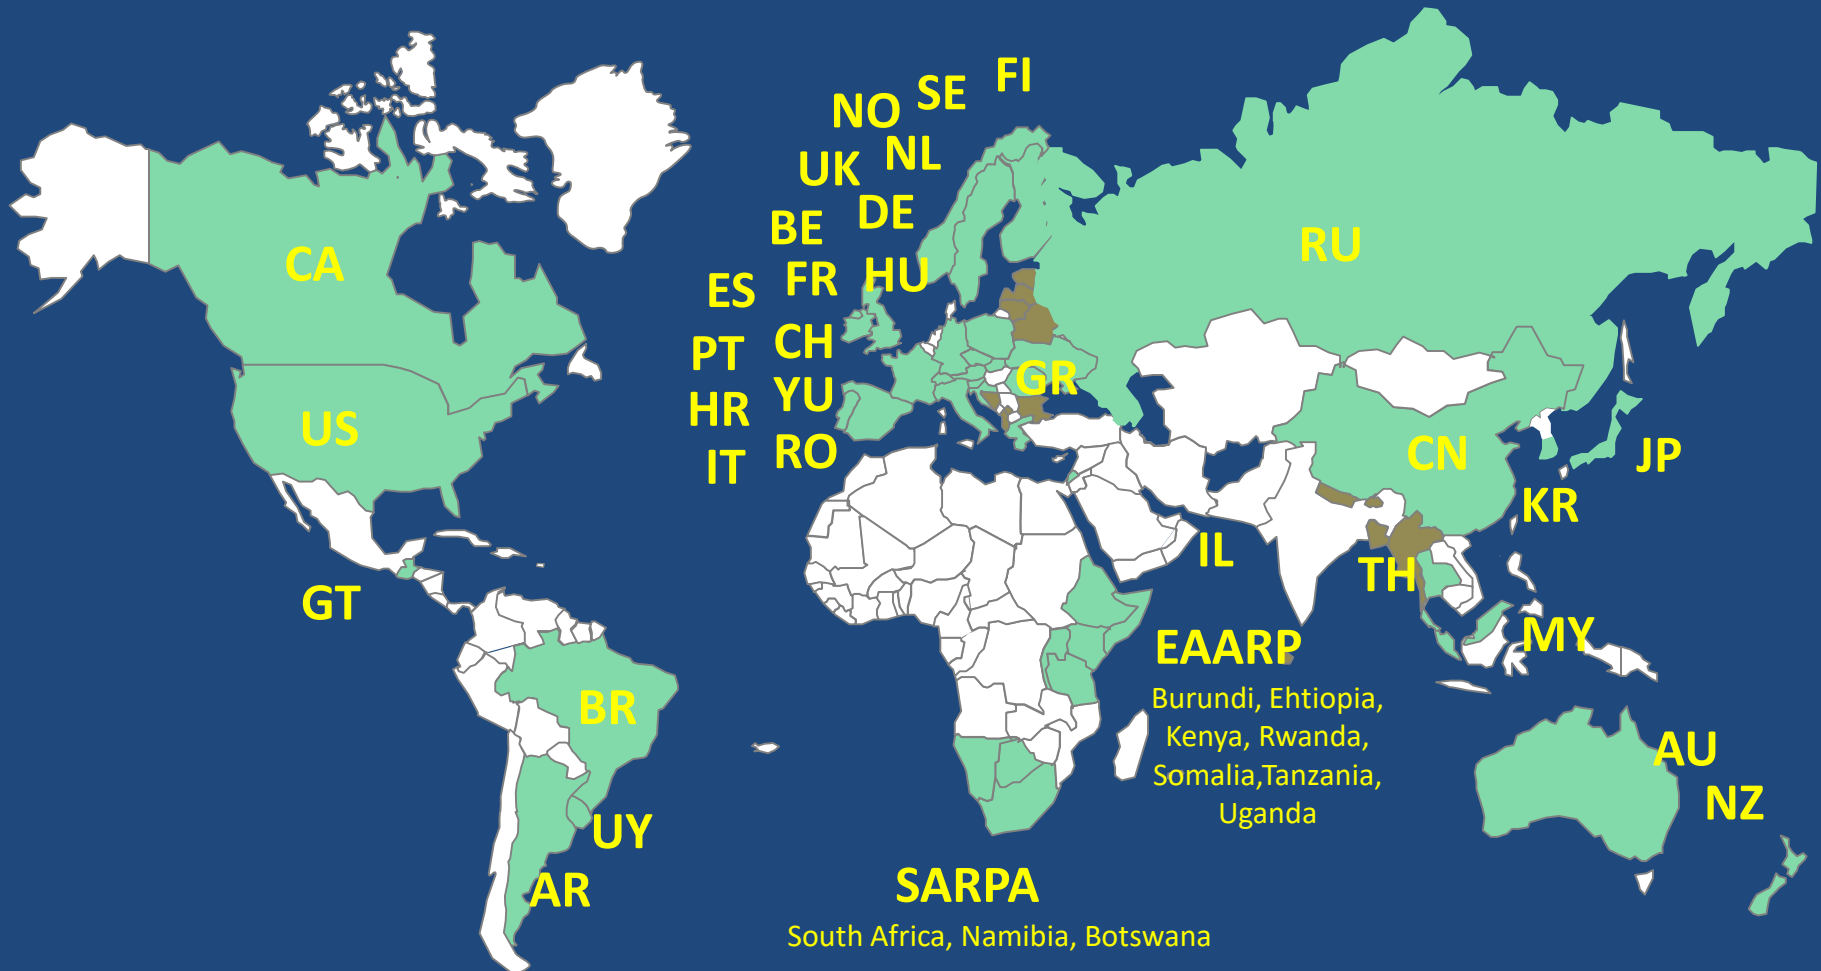 FI
SE
NO
NL
UK
DE
BE
HU
FR
ES
CH
PT
YU
HR
RO
IT
GR
CA
US
RU
CN
JP
KR
IL
TH
GT
MY
EAARP
Burundi, Ehtiopia,
Kenya, Rwanda,
Somalia,Tanzania,
Uganda
BR
AU
NZ
UY
AR
SARPA
South Africa, Namibia, Botswana